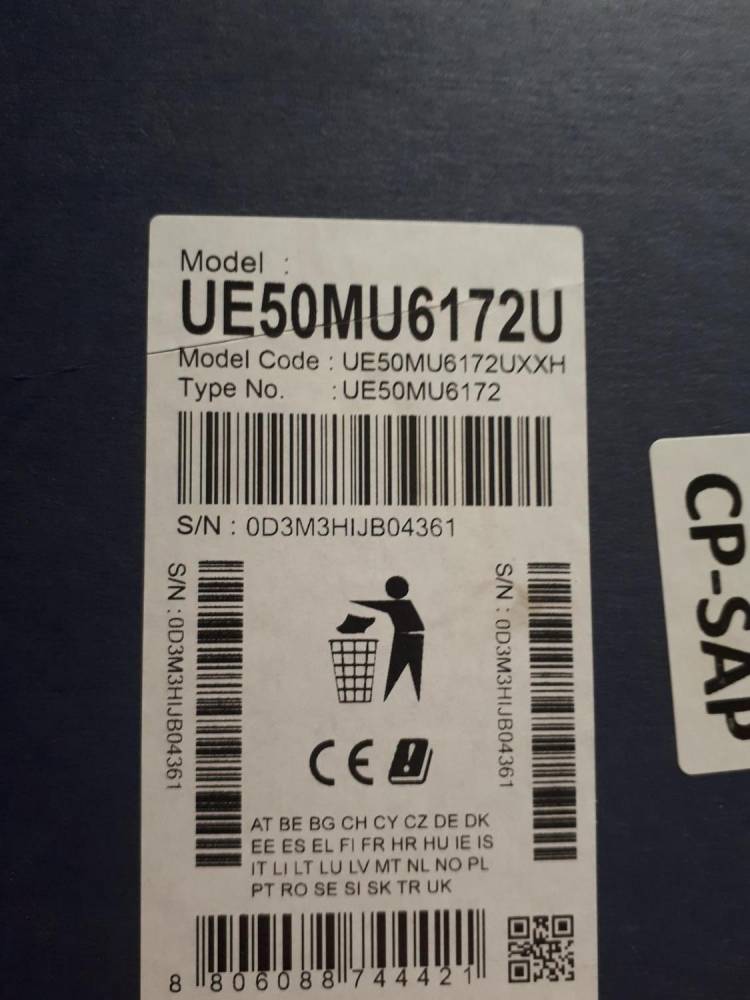 Model :
UE50MU6172U
Model Code : UE50MU6172UXXH
Type No. : UE50MU6172
S/N : 0D3M3HIJB04361
S/N : 0D3M3HIJB04361
S/N : 0D3M3HIJB04361
CE
AT BE BG CH CY CZ DE DK
EE ES EL FI FR HR HU IE IS
IT LI LT LU LV MT NL NO PL
PT RO SE SI SK TR UK
8 806088 744421
CP-SAP